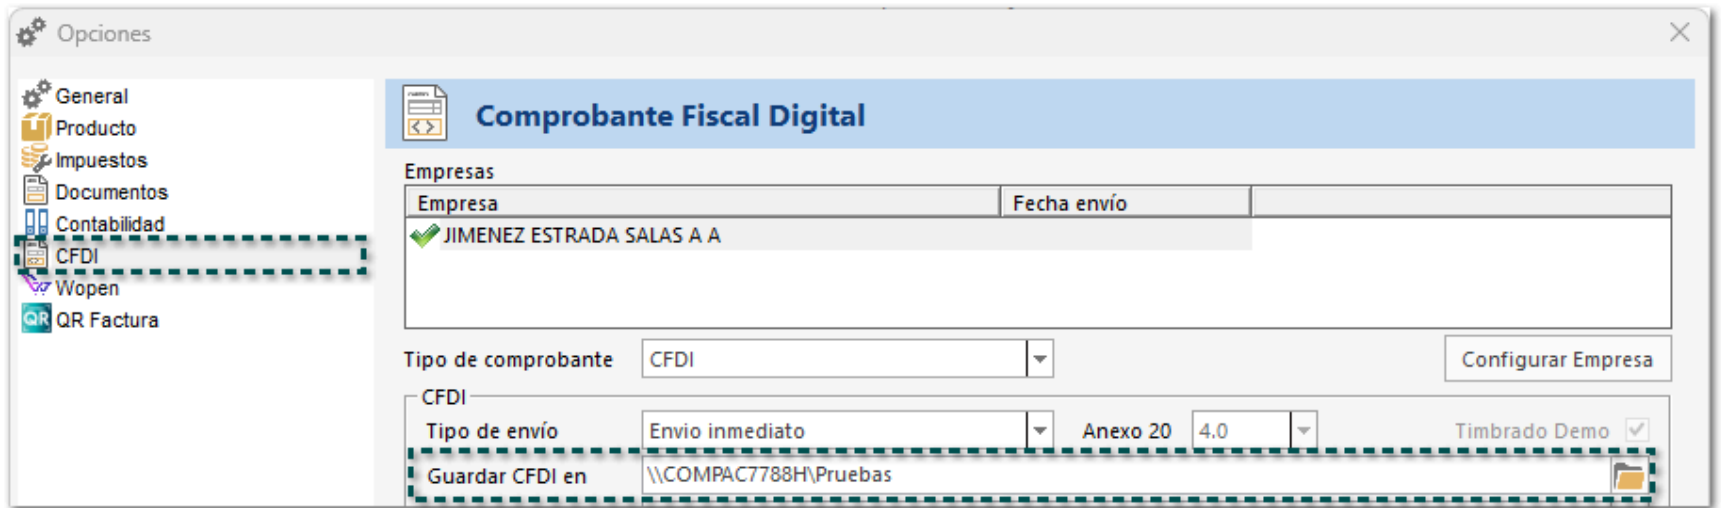 Opciones
General
Producto
Impuestos
Documentos
Contabilidad
CFDI
Wopen
QR QR Factura
Comprobante Fiscal Digital
Empresas
Empresa Fecha envío
JIMENEZ ESTRADA SALAS A A
Tipo de comprobante CFDI Configurar Empresa
CFDI
Tipo de envío Envio inmediato Anexo 20 4.0 Timbrado Demo
Guardar CFDI en \\COMPAC7788H\Pruebas